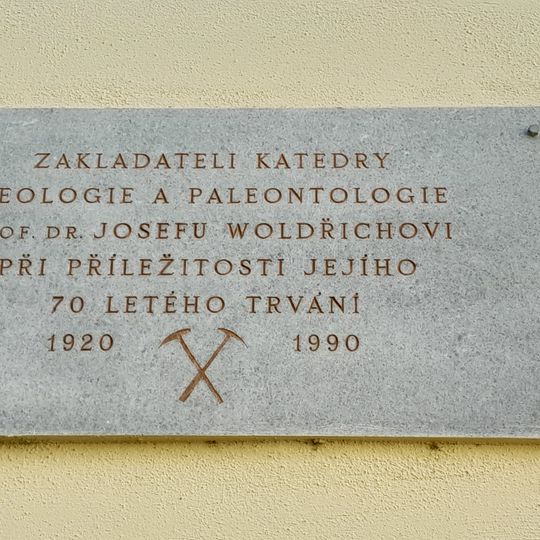 ZAKLADATELI KATEDRY
EOLOGIE A PALEONTOLOGIE
OF. DR. JOSEFU WOLDŘICHOVI
PŘI PŘÍLEŽITOSTI JEJÍHO
70 LETÉHO TRVÁNÍ
1920 1990